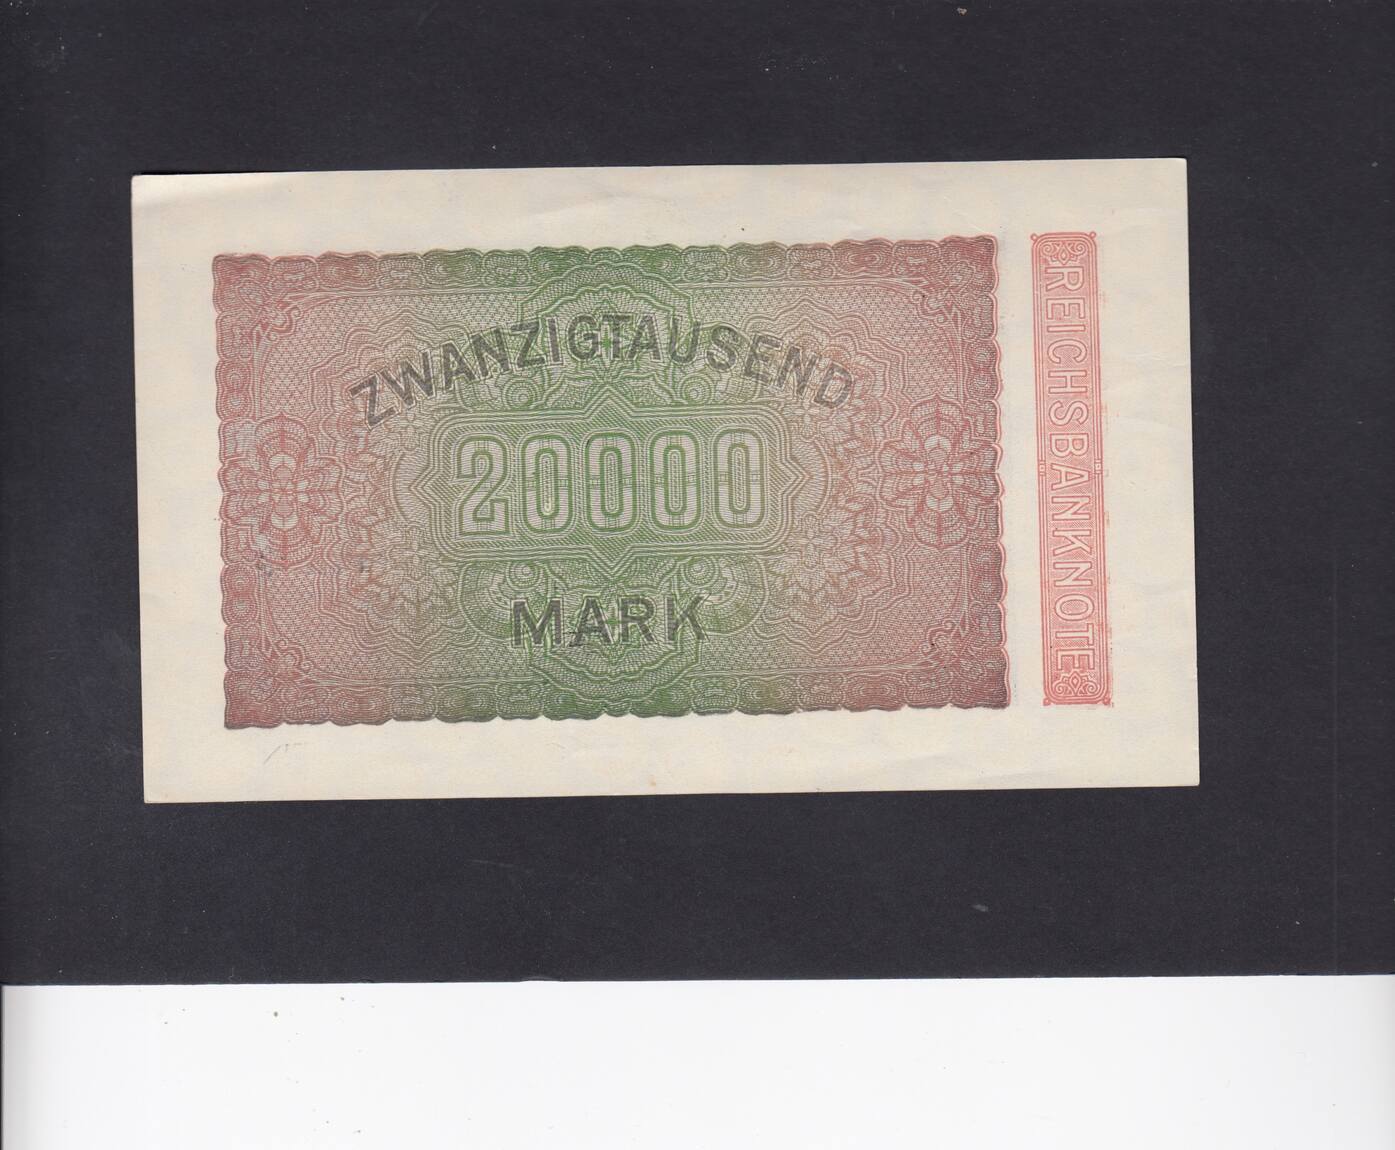 ZWANZIGTAUSEND
20000
MARK
REICHSBANKNOTE